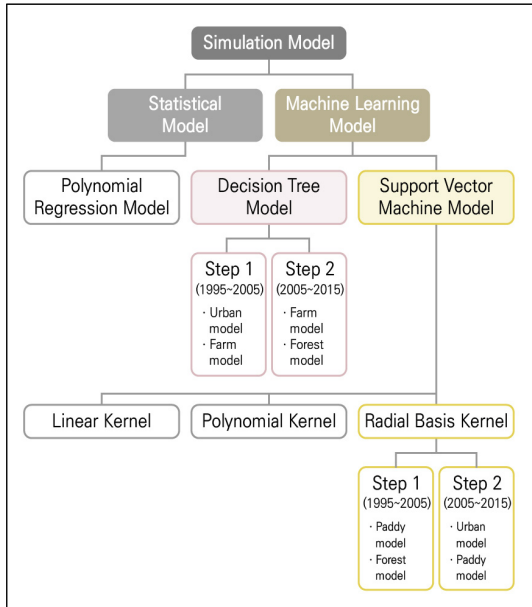 Simulation Model
Statistical
Model
Machine Learning
Model
Polynomial
Regression Model
Decision Tree
Model
Support Vector
Machine Model
Step 1
(1995~2005)
· Urban
model
· Farm
model
Step 2
(2005~2015)
· Farm
model
· Forest model
Linear Kernel
Polynomial Kernel
Radial Basis Kernel
Step 1
(1995~2005)
· Paddy
model
· Forest
model
Step 2
(2005~2015)
· Urban
model
· Paddy
model